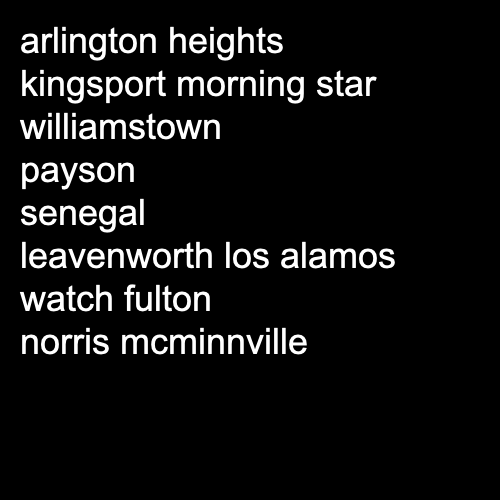 arlington heights
kingsport morning star
williamstown
payson
senegal
leavenworth los alamos
watch fulton
norris mcminnville